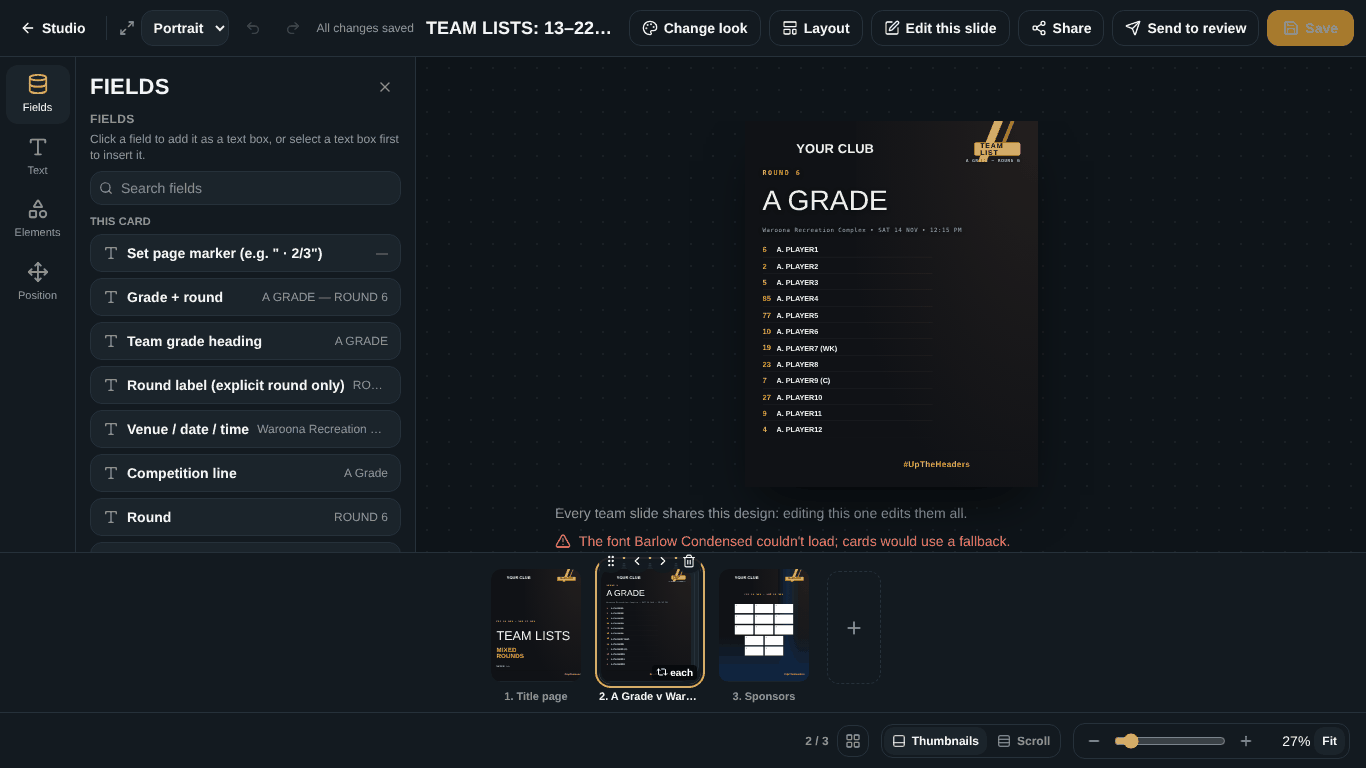 Studio
Portrait
All changes saved
TEAM LISTS: 13–22…
Change look
Layout
Edit this slide
Share
Send to review
Save
Fields
Text
Elements
Position
FIELDS
FIELDS
Click a field to add it as a text box, or select a text box first
to insert it.
Search fields
THIS CARD
Set page marker (e.g. " · 2/3") —
Grade + round A GRADE — ROUND 6
Team grade heading A GRADE
Round label (explicit round only) RO…
Venue / date / time Waroona Recreation …
Competition line A Grade
Round ROUND 6
YOUR CLUB
TEAM
LIST
A GRADE — ROUND 6
ROUND 6
A GRADE
Waroona Recreation Complex • SAT 14 NOV • 12:15 PM
6 A. PLAYER1
2 A. PLAYER2
5 A. PLAYER3
85 A. PLAYER4
77 A. PLAYER5
10 A. PLAYER6
19 A. PLAYER7 (WK)
23 A. PLAYER8
7 A. PLAYER9 (C)
27 A. PLAYER10
9 A. PLAYER11
4 A. PLAYER12
#UpTheHeaders
Every team slide shares this design: editing this one edits them all.
The font Barlow Condensed couldn't load; cards would use a fallback.
YOUR CLUB
TEAM LISTS
MIXED
ROUNDS
1. Title page
YOUR CLUB
A GRADE
each
2. A Grade v War…
YOUR CLUB
3. Sponsors
2 / 3
Thumbnails
Scroll
27%
Fit